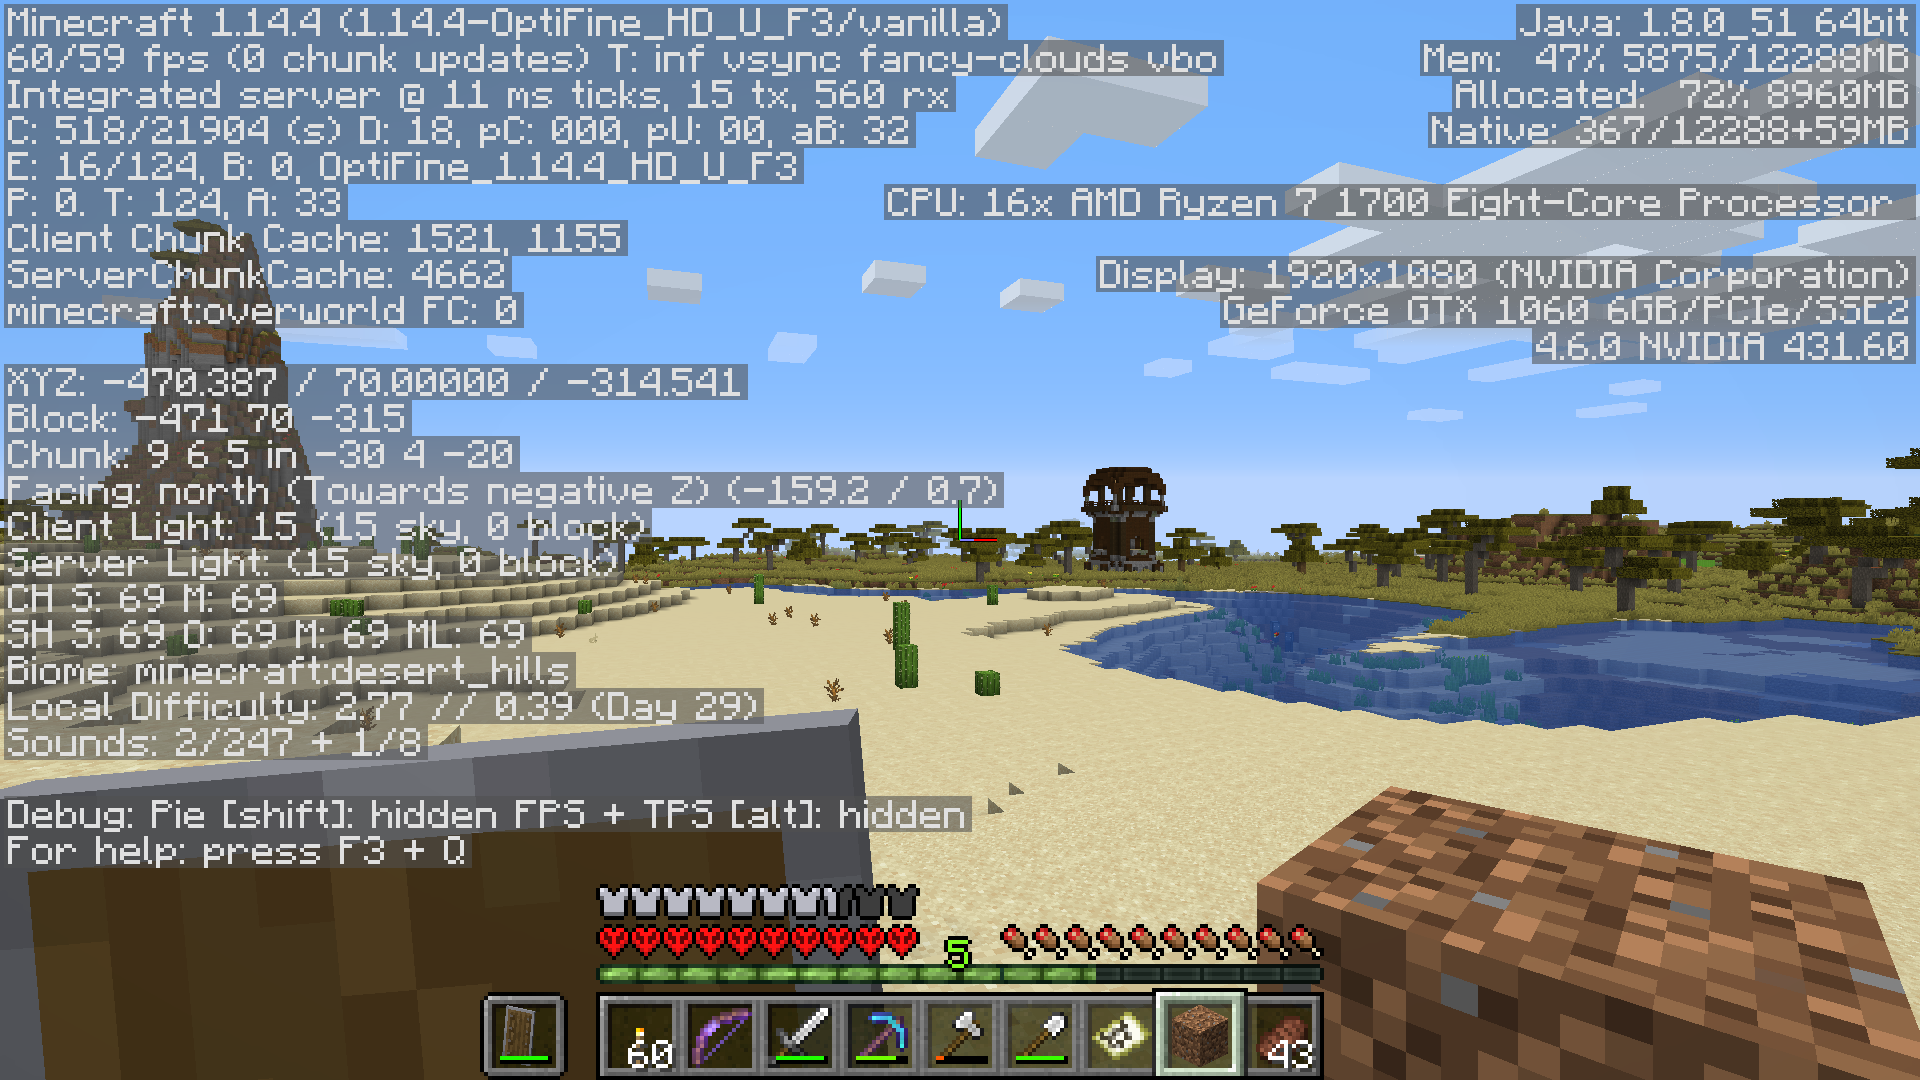 Minecraft 1.14.4 (1.14.4-OptiFine_HD_U_F3/vanilla)
60/59 fps (0 chunk updates) T: inf vsync fancy-clouds vbo
Integrated server @ 11 ms ticks, 15 tx, 560 rx
C: 518/21904 (s) D: 18, pC: 000, pU: 00, aB: 32
E: 16/124, B: 0, OptiFine_1.14.4_HD_U_F3
P: 0. T: 124, A: 33
Client Chunk Cache: 1521, 1155
ServerChunkCache: 4662
minecraft:overworld FC: 0
XYZ: -470.387 / 70.00000 / -314.541
Block: -471 70 -315
Chunk: 9 6 5 in -30 4 -20
Facing: north (Towards negative Z) (-159.2 / 0.7)
Client Light: 15 (15 sky, 0 block)
Server Light: (15 sky, 0 block)
CH S: 69 M: 69
SH S: 69 O: 69 M: 69 ML: 69
Biome: minecraft:desert_hills
Local Difficulty: 2.77 // 0.39 (Day 29)
Sounds: 2/247 + 1/8
Debug: Pie [shift]: hidden FPS + TPS [alt]: hidden
For help: press F3 + Q
Java: 1.8.0_51 64bit
Mem: 47% 5875/12288MB
Allocated: 72% 8960MB
Native: 367/12288+59MB
CPU: 16x AMD Ryzen 7 1700 Eight-Core Processor
Display: 1920x1080 (NVIDIA Corporation)
GeForce GTX 1060 6GB/PCIe/SSE2
4.6.0 NVIDIA 431.60
5
60
43